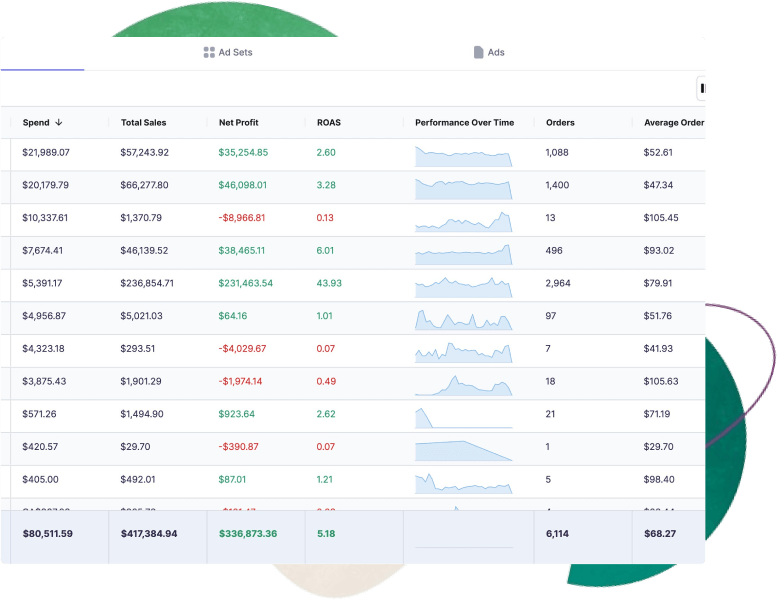 Ad Sets Ads
Spend Total Sales Net Profit ROAS Performance Over Time Orders Average Order
$21,989.07 $57,243.92 $35,254.85 2.60 1,088 $52.61
$20,179.79 $66,277.80 $46,098.01 3.28 1,400 $47.34
$10,337.61 $1,370.79 -$8,966.81 0.13 13 $105.45
$7,674.41 $46,139.52 $38,465.11 6.01 496 $93.02
$5,391.17 $236,854.71 $231,463.54 43.93 2,964 $79.91
$4,956.87 $5,021.03 $64.16 1.01 97 $51.76
$4,323.18 $293.51 -$4,029.67 0.07 7 $41.93
$3,875.43 $1,901.29 -$1,974.14 0.49 18 $105.63
$571.26 $1,494.90 $923.64 2.62 21 $71.19
$420.57 $29.70 -$390.87 0.07 1 $29.70
$405.00 $492.01 $87.01 1.21 5 $98.40
$80,511.59 $417,384.94 $336,873.36 5.18 6,114 $68.27